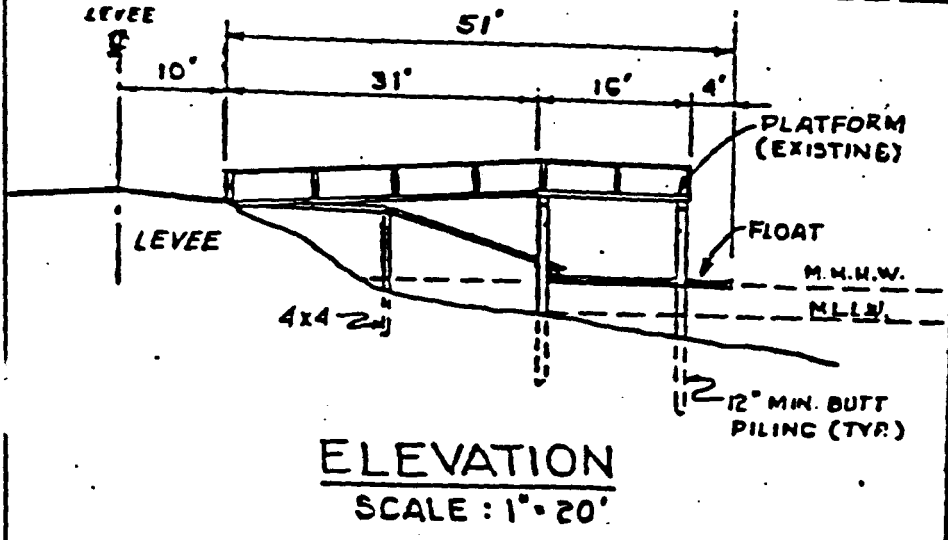 LEVEE
51'
10'
31'
16'
4'
PLATFORM
(EXISTING)
LEVEE
FLOAT
M.H.H.W.
M.L.L.W.
4x4
12" MIN. BUTT
PILING (TYP.)
ELEVATION
SCALE : 1" = 20'